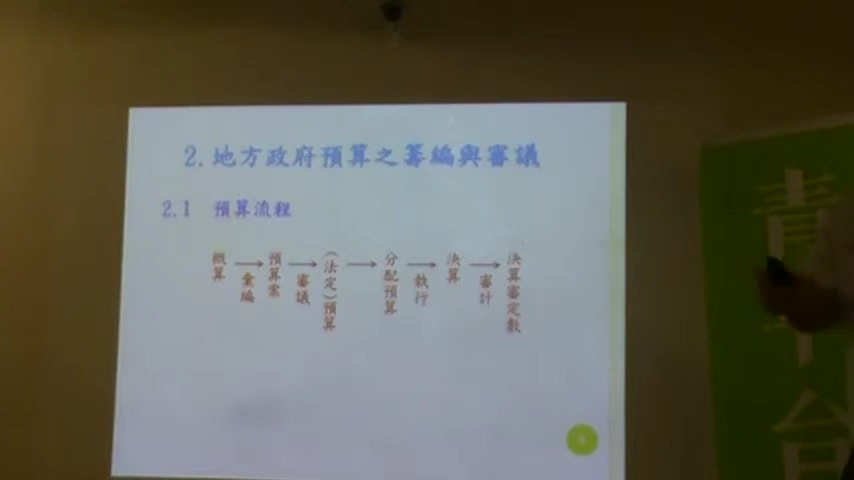 2.地方政府預算之籌編與審議
2.1 預算流程
概算
彙編
預算案
審議
(法定)預算
分配預算
執行
決算
審計
決算審定數
青
台